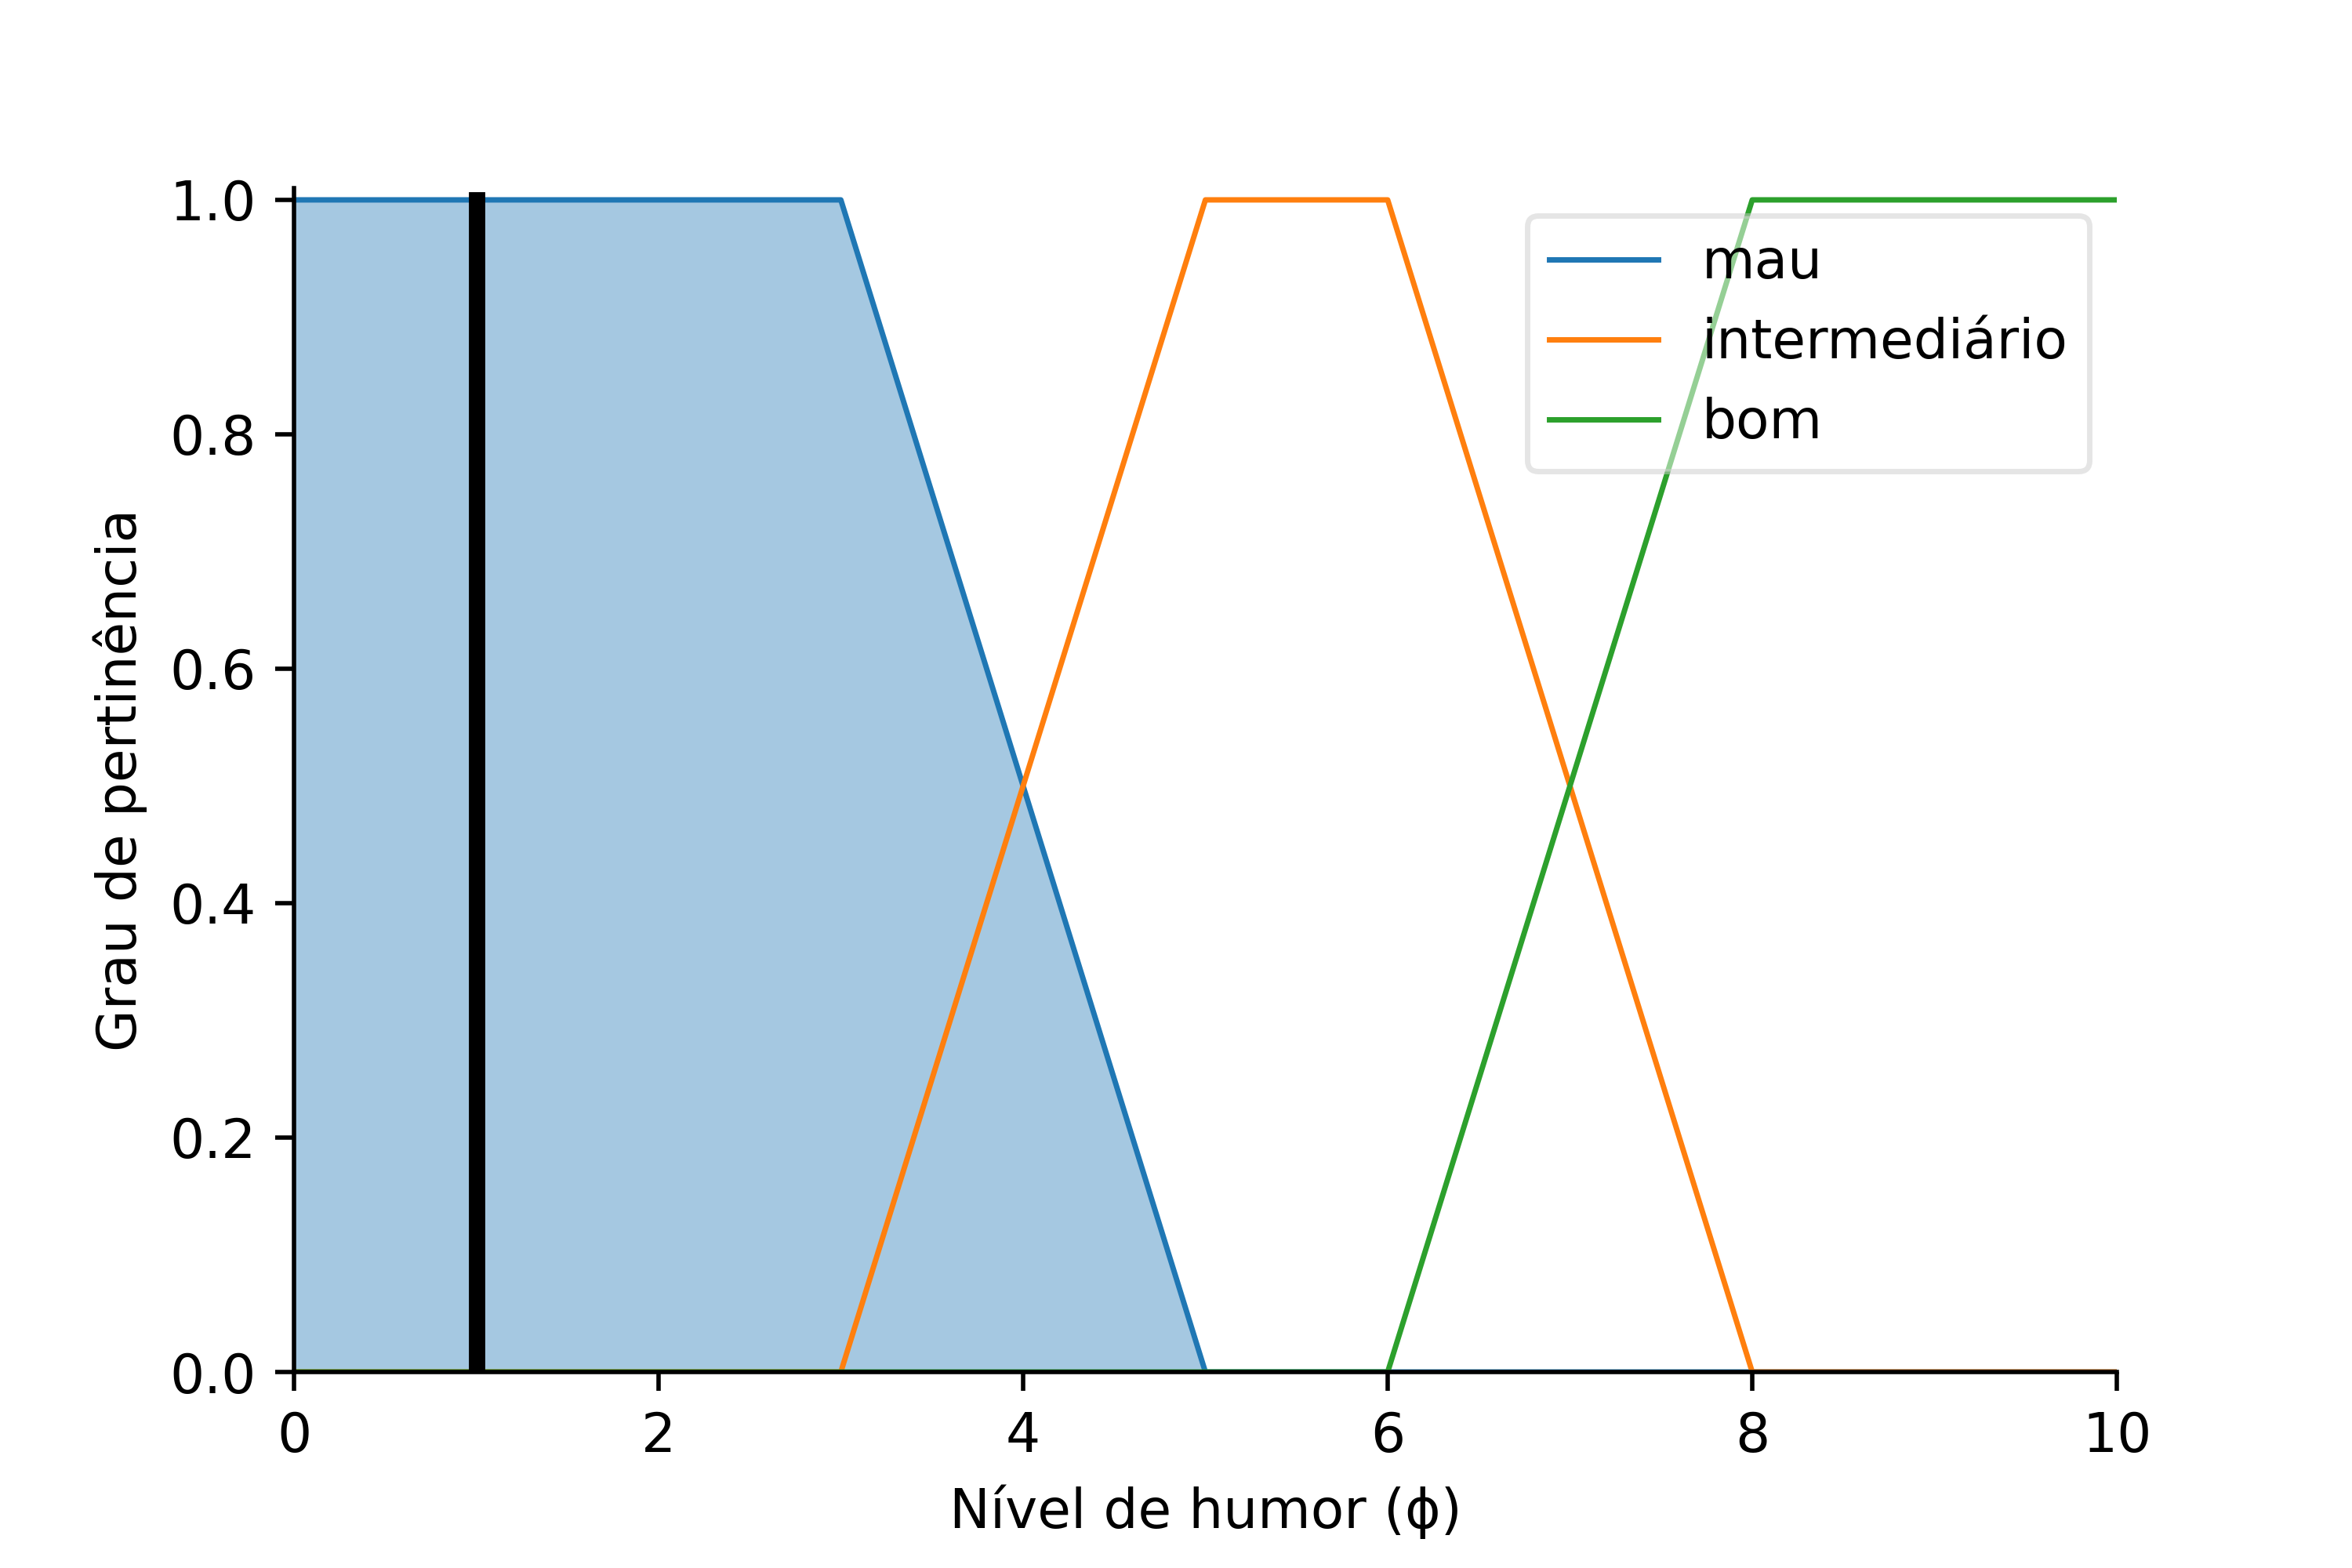 1.0
0.8
0.6
0.4
0.2
0.0
Grau de pertinência
mau
intermediário
bom
0 2 4 6 8 10
Nível de humor (ϕ)